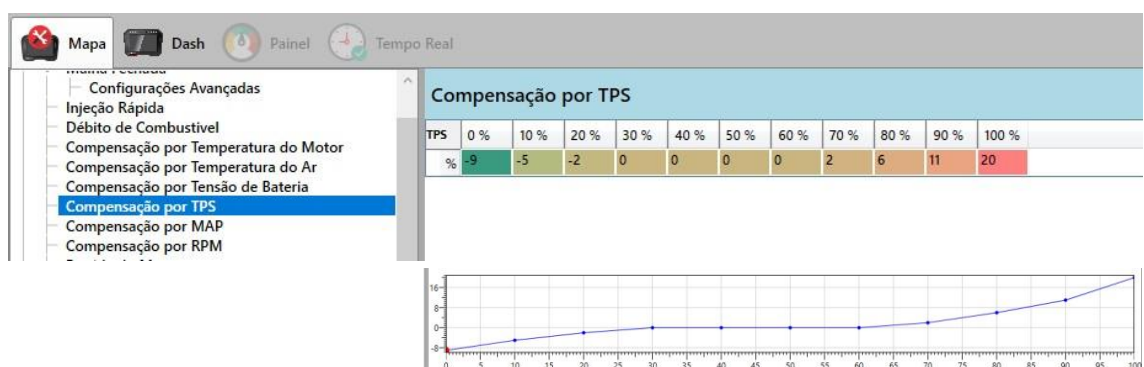 Mapa Dash Painel Tempo Real
Configurações Avançadas
Injeção Rápida
Débito de Combustivel
Compensação por Temperatura do Motor
Compensação por Temperatura do Ar
Compensação por Tensão de Bateria
Compensação por TPS
Compensação por MAP
Compensação por RPM
Compensação por TPS
TPS 0 % 10 % 20 % 30 % 40 % 50 % 60 % 70 % 80 % 90 % 100 %
% -9 -5 -2 0 0 0 0 2 6 11 20
16
8
0
-8
0 5 10 15 20 25 30 35 40 45 50 55 60 65 70 75 80 85 90 95 100